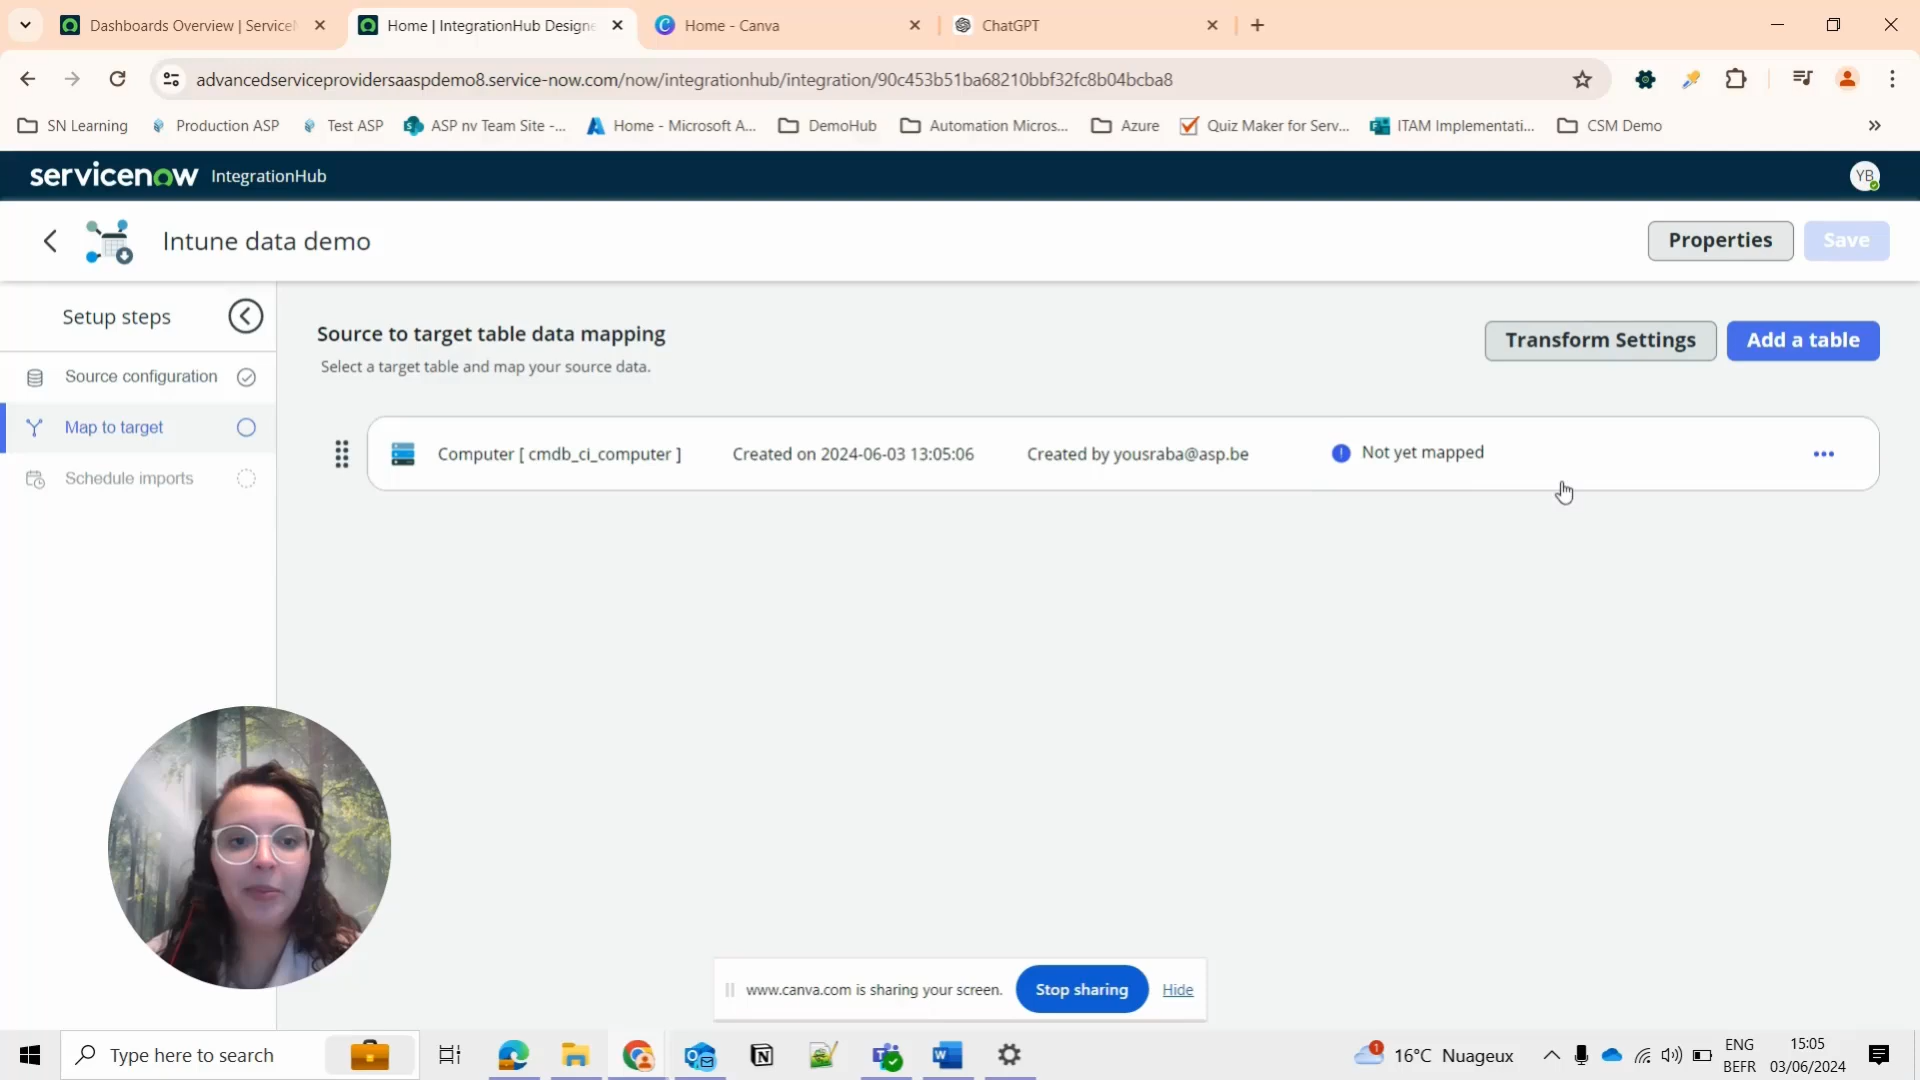 Dashboards Overview | Service
Home | IntegrationHub Designe
Home - Canva
ChatGPT
advancedserviceprovidersaaspdemo8.service-now.com/now/integrationhub/integration/90c453b51ba68210bbf32fc8b04bcba8
SN Learning
Production ASP
Test ASP
ASP nv Team Site -...
Home - Microsoft A...
DemoHub
Automation Micros...
Azure
Quiz Maker for Serv...
ITAM Implementati...
CSM Demo
servicenow IntegrationHub
YB
Intune data demo
Properties
Save
Setup steps
Source configuration
Map to target
Schedule imports
Source to target table data mapping
Select a target table and map your source data.
Transform Settings
Add a table
Computer [ cmdb_ci_computer ]
Created on 2024-06-03 13:05:06
Created by yousraba@asp.be
Not yet mapped
www.canva.com is sharing your screen.
Stop sharing
Hide
Type here to search
1
16°C Nuageux
ENG
BEFR
15:05
03/06/2024